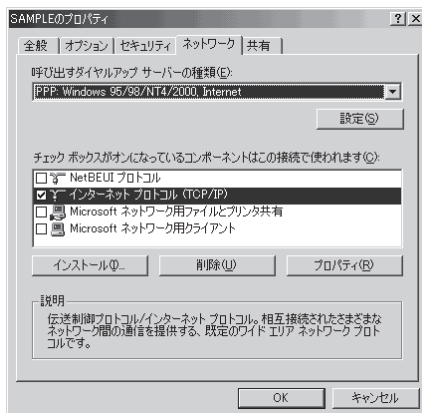 SAMPLEのプロパティ
全般 オプション セキュリティ ネットワーク 共有
呼び出すダイヤルアップ サーバーの種類(E):
PPP: Windows 95/98/NT4/2000, Internet
設定(S)
チェック ボックスがオンになっているコンポーネントはこの接続で使われます(C):
NetBEUI プロトコル
インターネット プロトコル (TCP/IP)
Microsoft ネットワーク用ファイルとプリンタ共有
Microsoft ネットワーク用クライアント
インストール(I)... 削除(U) プロパティ(R)
説明
伝送制御プロトコル/インターネット プロトコル。相互接続されたさまざまな
ネットワーク間の通信を提供する、既定のワイド エリア ネットワーク プロト
コルです。
OK キャンセル